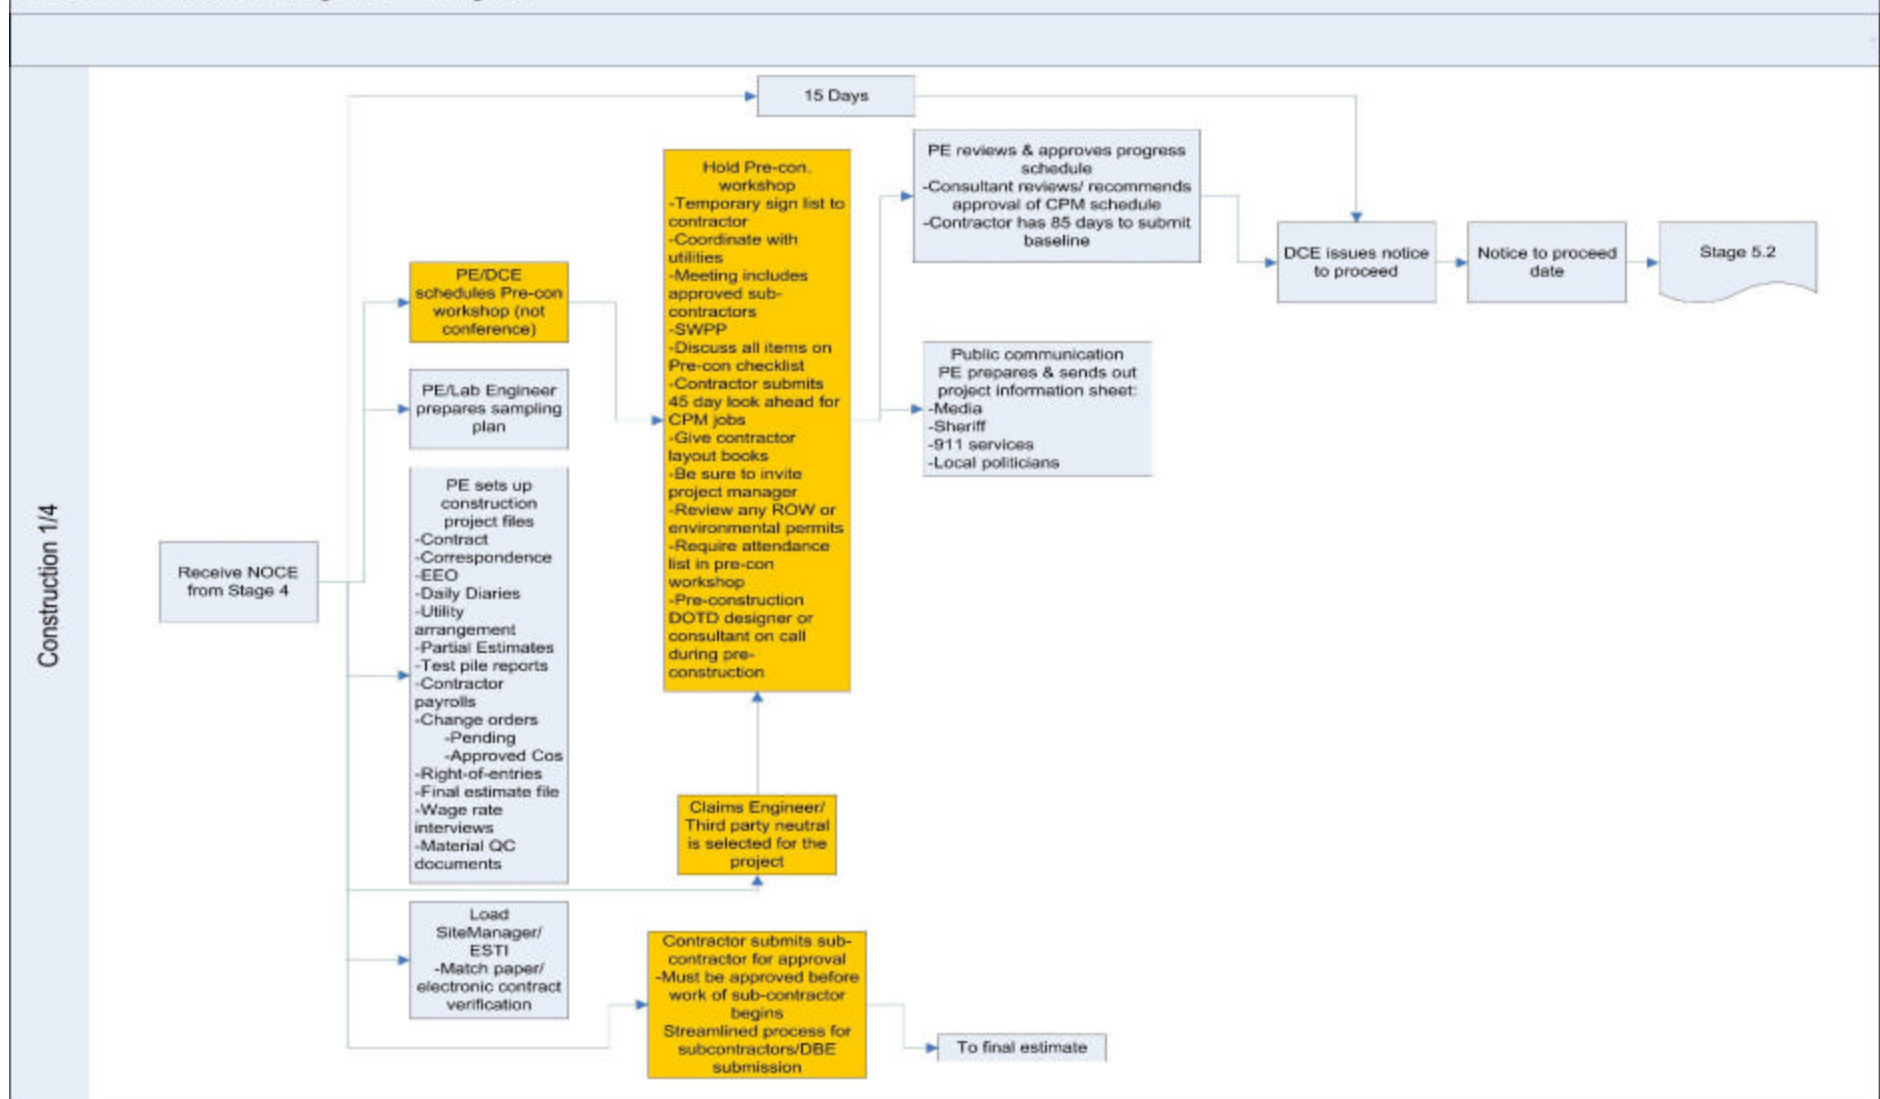 Construction 1/4
15 Days
PE reviews & approves progress
schedule
-Consultant reviews/ recommends
approval of CPM schedule
-Contractor has 85 days to submit
baseline
Hold Pre-con.
workshop
-Temporary sign list to
contractor
-Coordinate with
utilities
-Meeting includes
approved sub-
contractors
-SWPP
-Discuss all items on
Pre-con checklist
-Contractor submits
45 day look ahead for
CPM jobs
-Give contractor
layout books
-Be sure to invite
project manager
-Review any ROW or
environmental permits
-Require attendance
list in pre-con
workshop
-Pre-construction
DOTD designer or
consultant on call
during pre-
construction
DCE issues notice
to proceed
Notice to proceed
date
Stage 5.2
PE/DCE
schedules Pre-con
workshop (not
conference)
Public communication
PE prepares & sends out
project information sheet:
-Media
-Sheriff
-911 services
-Local politicians
PE/Lab Engineer
prepares sampling
plan
PE sets up
construction
project files
-Contract
-Correspondence
-EEO
-Daily Diaries
-Utility
arrangement
-Partial Estimates
-Test pile reports
-Contractor
payrolls
-Change orders
-Pending
-Approved Cos
-Right-of-entries
-Final estimate file
-Wage rate
interviews
-Material QC
documents
Receive NOCE
from Stage 4
Claims Engineer/
Third party neutral
is selected for the
project
Load
SiteManager/
ESTI
-Match paper/
electronic contract
verification
Contractor submits sub-
contractor for approval
-Must be approved before
work of sub-contractor
begins
Streamlined process for
subcontractors/DBE
submission
To final estimate